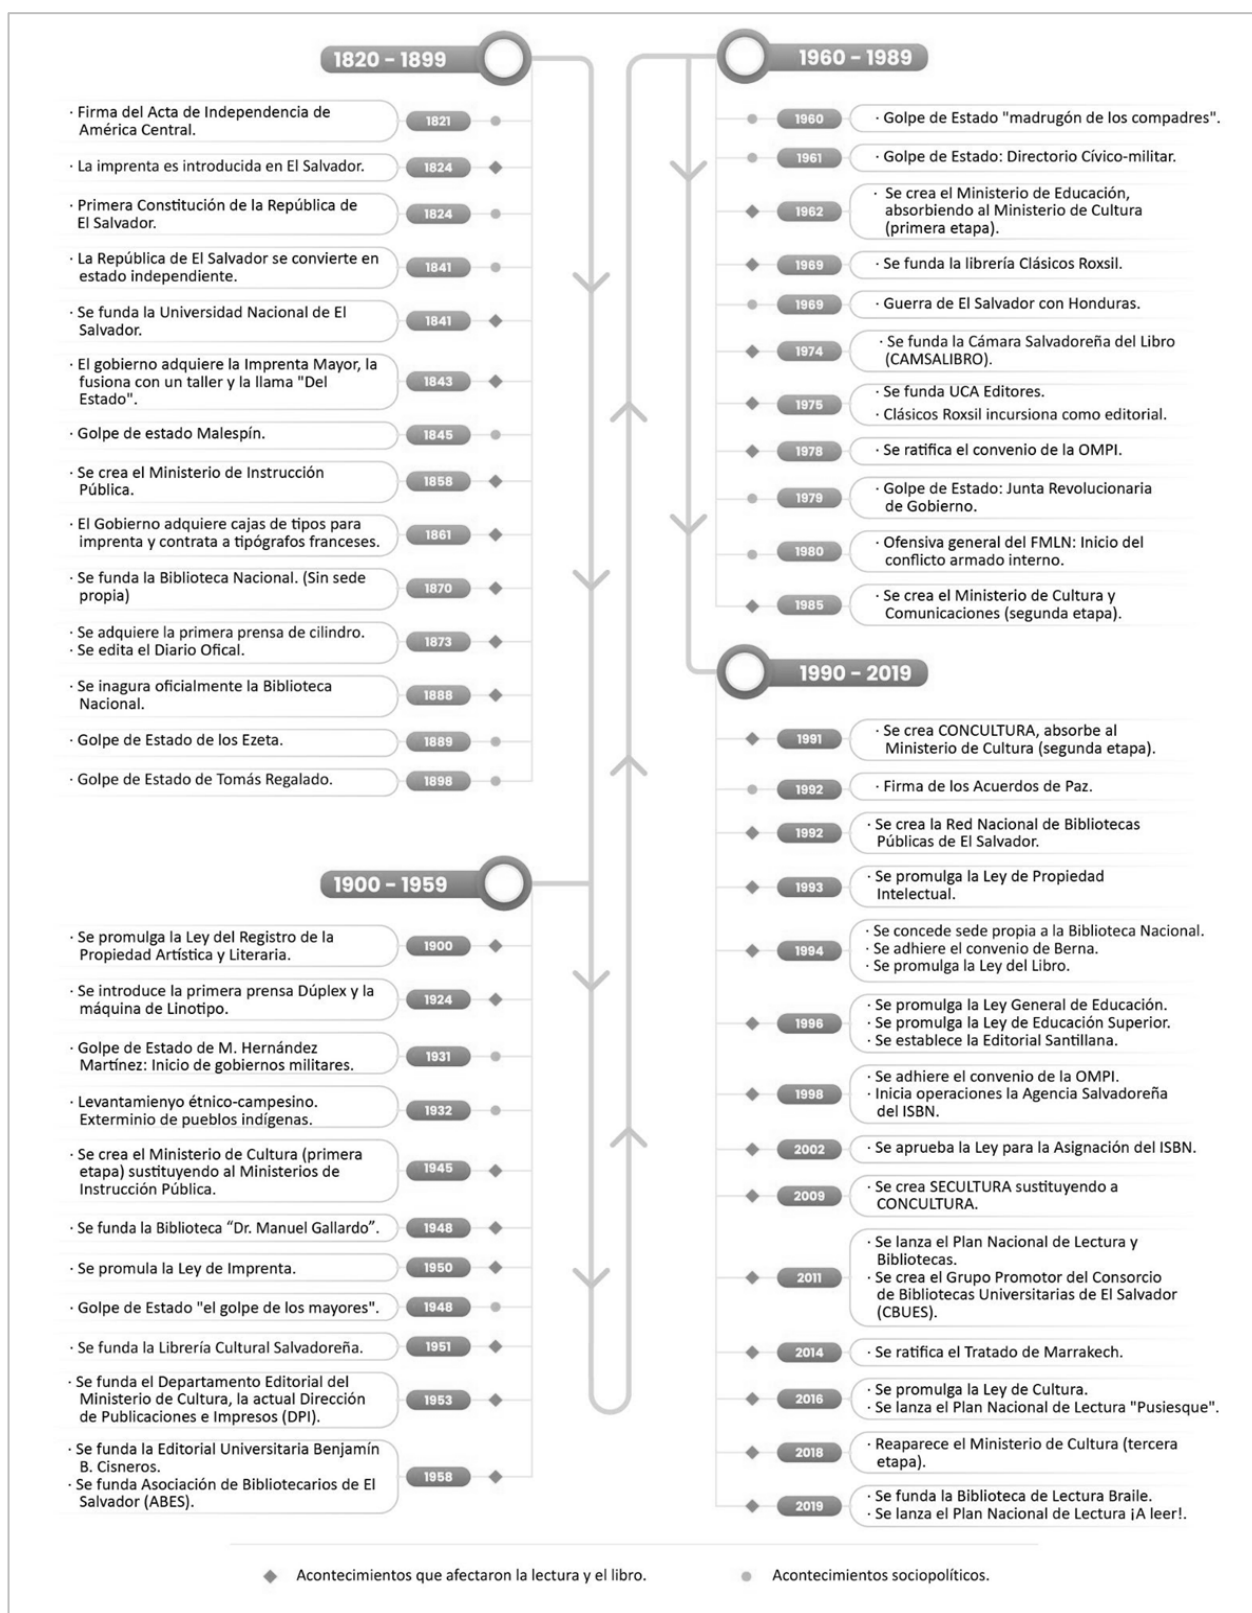 1820 – 1899
· Firma del Acta de Independencia de
América Central.
1821
· La imprenta es introducida en El Salvador.
1824
· Primera Constitución de la República de
El Salvador.
1824
· La República de El Salvador se convierte en
estado independiente.
1841
· Se funda la Universidad Nacional de El
Salvador.
1841
· El gobierno adquiere la Imprenta Mayor, la
fusiona con un taller y la llama "Del
Estado".
1843
· Golpe de estado Malespín.
1845
· Se crea el Ministerio de Instrucción
Pública.
1858
· El Gobierno adquiere cajas de tipos para
imprenta y contrata a tipógrafos franceses.
1861
· Se funda la Biblioteca Nacional. (Sin sede
propia)
1870
· Se adquiere la primera prensa de cilindro.
· Se edita el Diario Ofical.
1873
· Se inagura oficialmente la Biblioteca
Nacional.
1888
· Golpe de Estado de los Ezeta.
1889
· Golpe de Estado de Tomás Regalado.
1898
1900 – 1959
· Se promulga la Ley del Registro de la
Propiedad Artística y Literaria.
1900
· Se introduce la primera prensa Dúplex y la
máquina de Linotipo.
1924
· Golpe de Estado de M. Hernández
Martínez: Inicio de gobiernos militares.
1931
· Levantamienyo étnico-campesino.
Exterminio de pueblos indígenas.
1932
· Se crea el Ministerio de Cultura (primera
etapa) sustituyendo al Ministerios de
Instrucción Pública.
1945
· Se funda la Biblioteca “Dr. Manuel Gallardo”.
1948
· Se promula la Ley de Imprenta.
1950
· Golpe de Estado "el golpe de los mayores".
1948
· Se funda la Librería Cultural Salvadoreña.
1951
· Se funda el Departamento Editorial del
Ministerio de Cultura, la actual Dirección
de Publicaciones e Impresos (DPI).
1953
· Se funda la Editorial Universitaria Benjamín
B. Cisneros.
· Se funda Asociación de Bibliotecarios de El
Salvador (ABES).
1958
1960 – 1989
1960
· Golpe de Estado "madrugón de los compadres".
1961
· Golpe de Estado: Directorio Cívico-militar.
1962
· Se crea el Ministerio de Educación,
absorbiendo al Ministerio de Cultura
(primera etapa).
1969
· Se funda la librería Clásicos Roxsil.
1969
· Guerra de El Salvador con Honduras.
1974
· Se funda la Cámara Salvadoreña del Libro
(CAMSALIBRO).
1975
· Se funda UCA Editores.
· Clásicos Roxsil incursiona como editorial.
1978
· Se ratifica el convenio de la OMPI.
1979
· Golpe de Estado: Junta Revolucionaria
de Gobierno.
1980
· Ofensiva general del FMLN: Inicio del
conflicto armado interno.
1985
· Se crea el Ministerio de Cultura y
Comunicaciones (segunda etapa).
1990 – 2019
1991
· Se crea CONCULTURA, absorbe al
Ministerio de Cultura (segunda etapa).
1992
· Firma de los Acuerdos de Paz.
1992
· Se crea la Red Nacional de Bibliotecas
Públicas de El Salvador.
1993
· Se promulga la Ley de Propiedad
Intelectual.
1994
· Se concede sede propia a la Biblioteca Nacional.
· Se adhiere el convenio de Berna.
· Se promulga la Ley del Libro.
1996
· Se promulga la Ley General de Educación.
· Se promulga la Ley de Educación Superior.
· Se establece la Editorial Santillana.
1998
· Se adhiere el convenio de la OMPI.
· Inicia operaciones la Agencia Salvadoreña
del ISBN.
2002
· Se aprueba la Ley para la Asignación del ISBN.
2009
· Se crea SECULTURA sustituyendo a
CONCULTURA.
2011
· Se lanza el Plan Nacional de Lectura y
Bibliotecas.
· Se crea el Grupo Promotor del Consorcio
de Bibliotecas Universitarias de El Salvador
(CBUES).
2014
· Se ratifica el Tratado de Marrakech.
2016
· Se promulga la Ley de Cultura.
· Se lanza el Plan Nacional de Lectura "Pusiesque".
2018
· Reaparece el Ministerio de Cultura (tercera
etapa).
2019
· Se funda la Biblioteca de Lectura Braile.
· Se lanza el Plan Nacional de Lectura ¡A leer!.
Acontecimientos que afectaron la lectura y el libro.
Acontecimientos sociopolíticos.